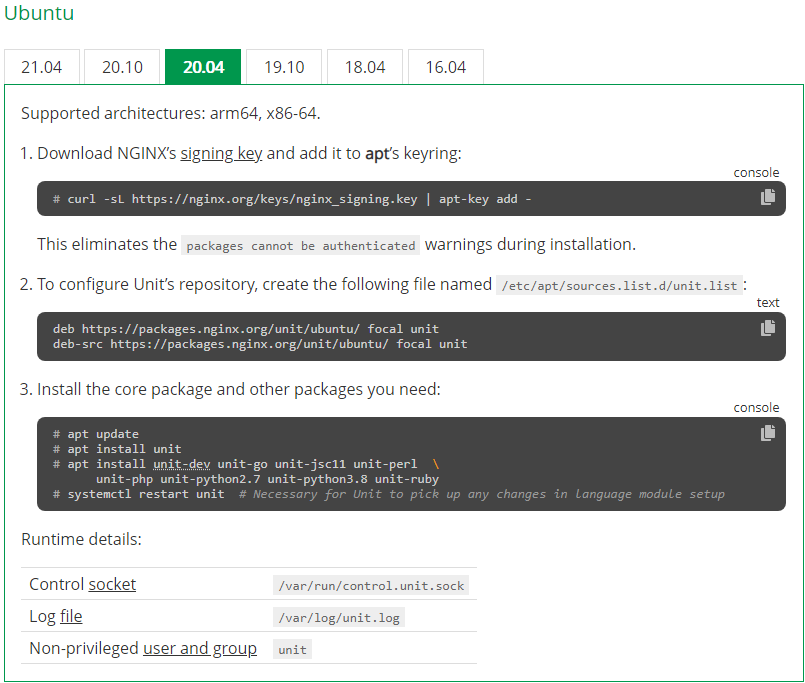 Ubuntu
21.04 20.10 20.04 19.10 18.04 16.04
Supported architectures: arm64, x86-64.
1. Download NGINX’s signing key and add it to apt’s keyring:
console
# curl -sL https://nginx.org/keys/nginx_signing.key | apt-key add -
This eliminates the packages cannot be authenticated warnings during installation.
2. To configure Unit’s repository, create the following file named /etc/apt/sources.list.d/unit.list:
text
deb https://packages.nginx.org/unit/ubuntu/ focal unit
deb-src https://packages.nginx.org/unit/ubuntu/ focal unit
3. Install the core package and other packages you need:
console
# apt update
# apt install unit
# apt install unit-dev unit-go unit-jsc11 unit-perl \
unit-php unit-python2.7 unit-python3.8 unit-ruby
# systemctl restart unit # Necessary for Unit to pick up any changes in language module setup
Runtime details:
Control socket /var/run/control.unit.sock
Log file /var/log/unit.log
Non-privileged user and group unit